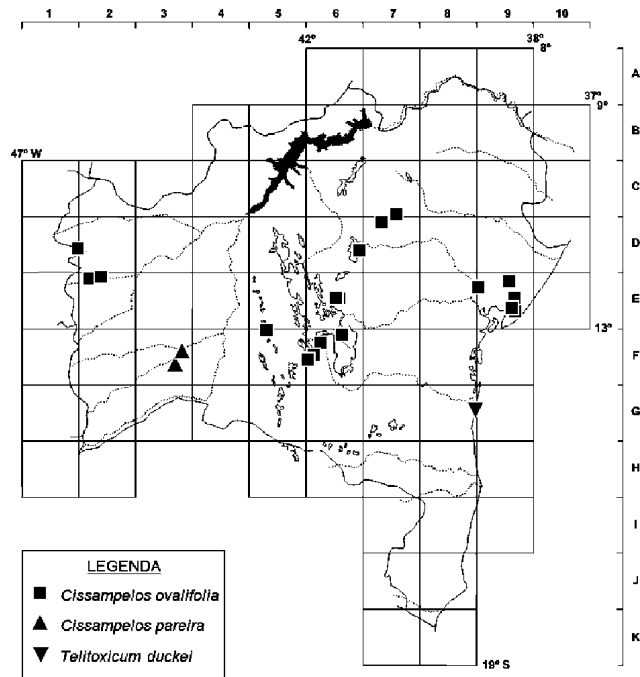 1 2 3 4 5 6 7 8 9 10
42° 38°
8°
A
37°
9°
B
47° W
C
D
E
13°
F
G
H
I
LEGENDA
J
Cissampelos ovalifolia
Cissampelos pareira
K
Telitoxicum duckei
19° S